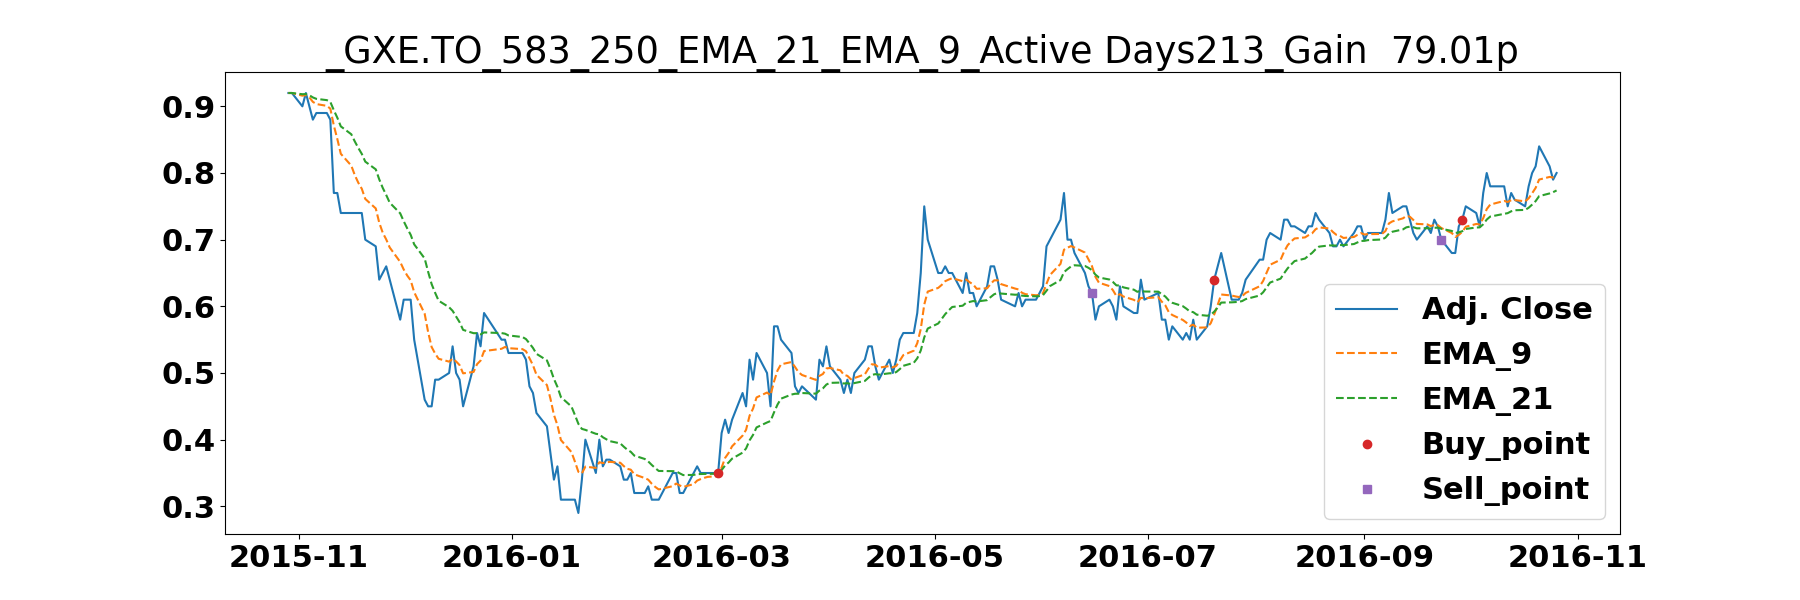 _GXE.TO_583_250_EMA_21_EMA_9_Active Days213_Gain  79.01p
0.9
0.8
0.7
0.6
0.5
0.4
0.3
Adj. Close
EMA_9
EMA_21
Buy_point
Sell_point
2015-11 2016-01 2016-03 2016-05 2016-07 2016-09 2016-11